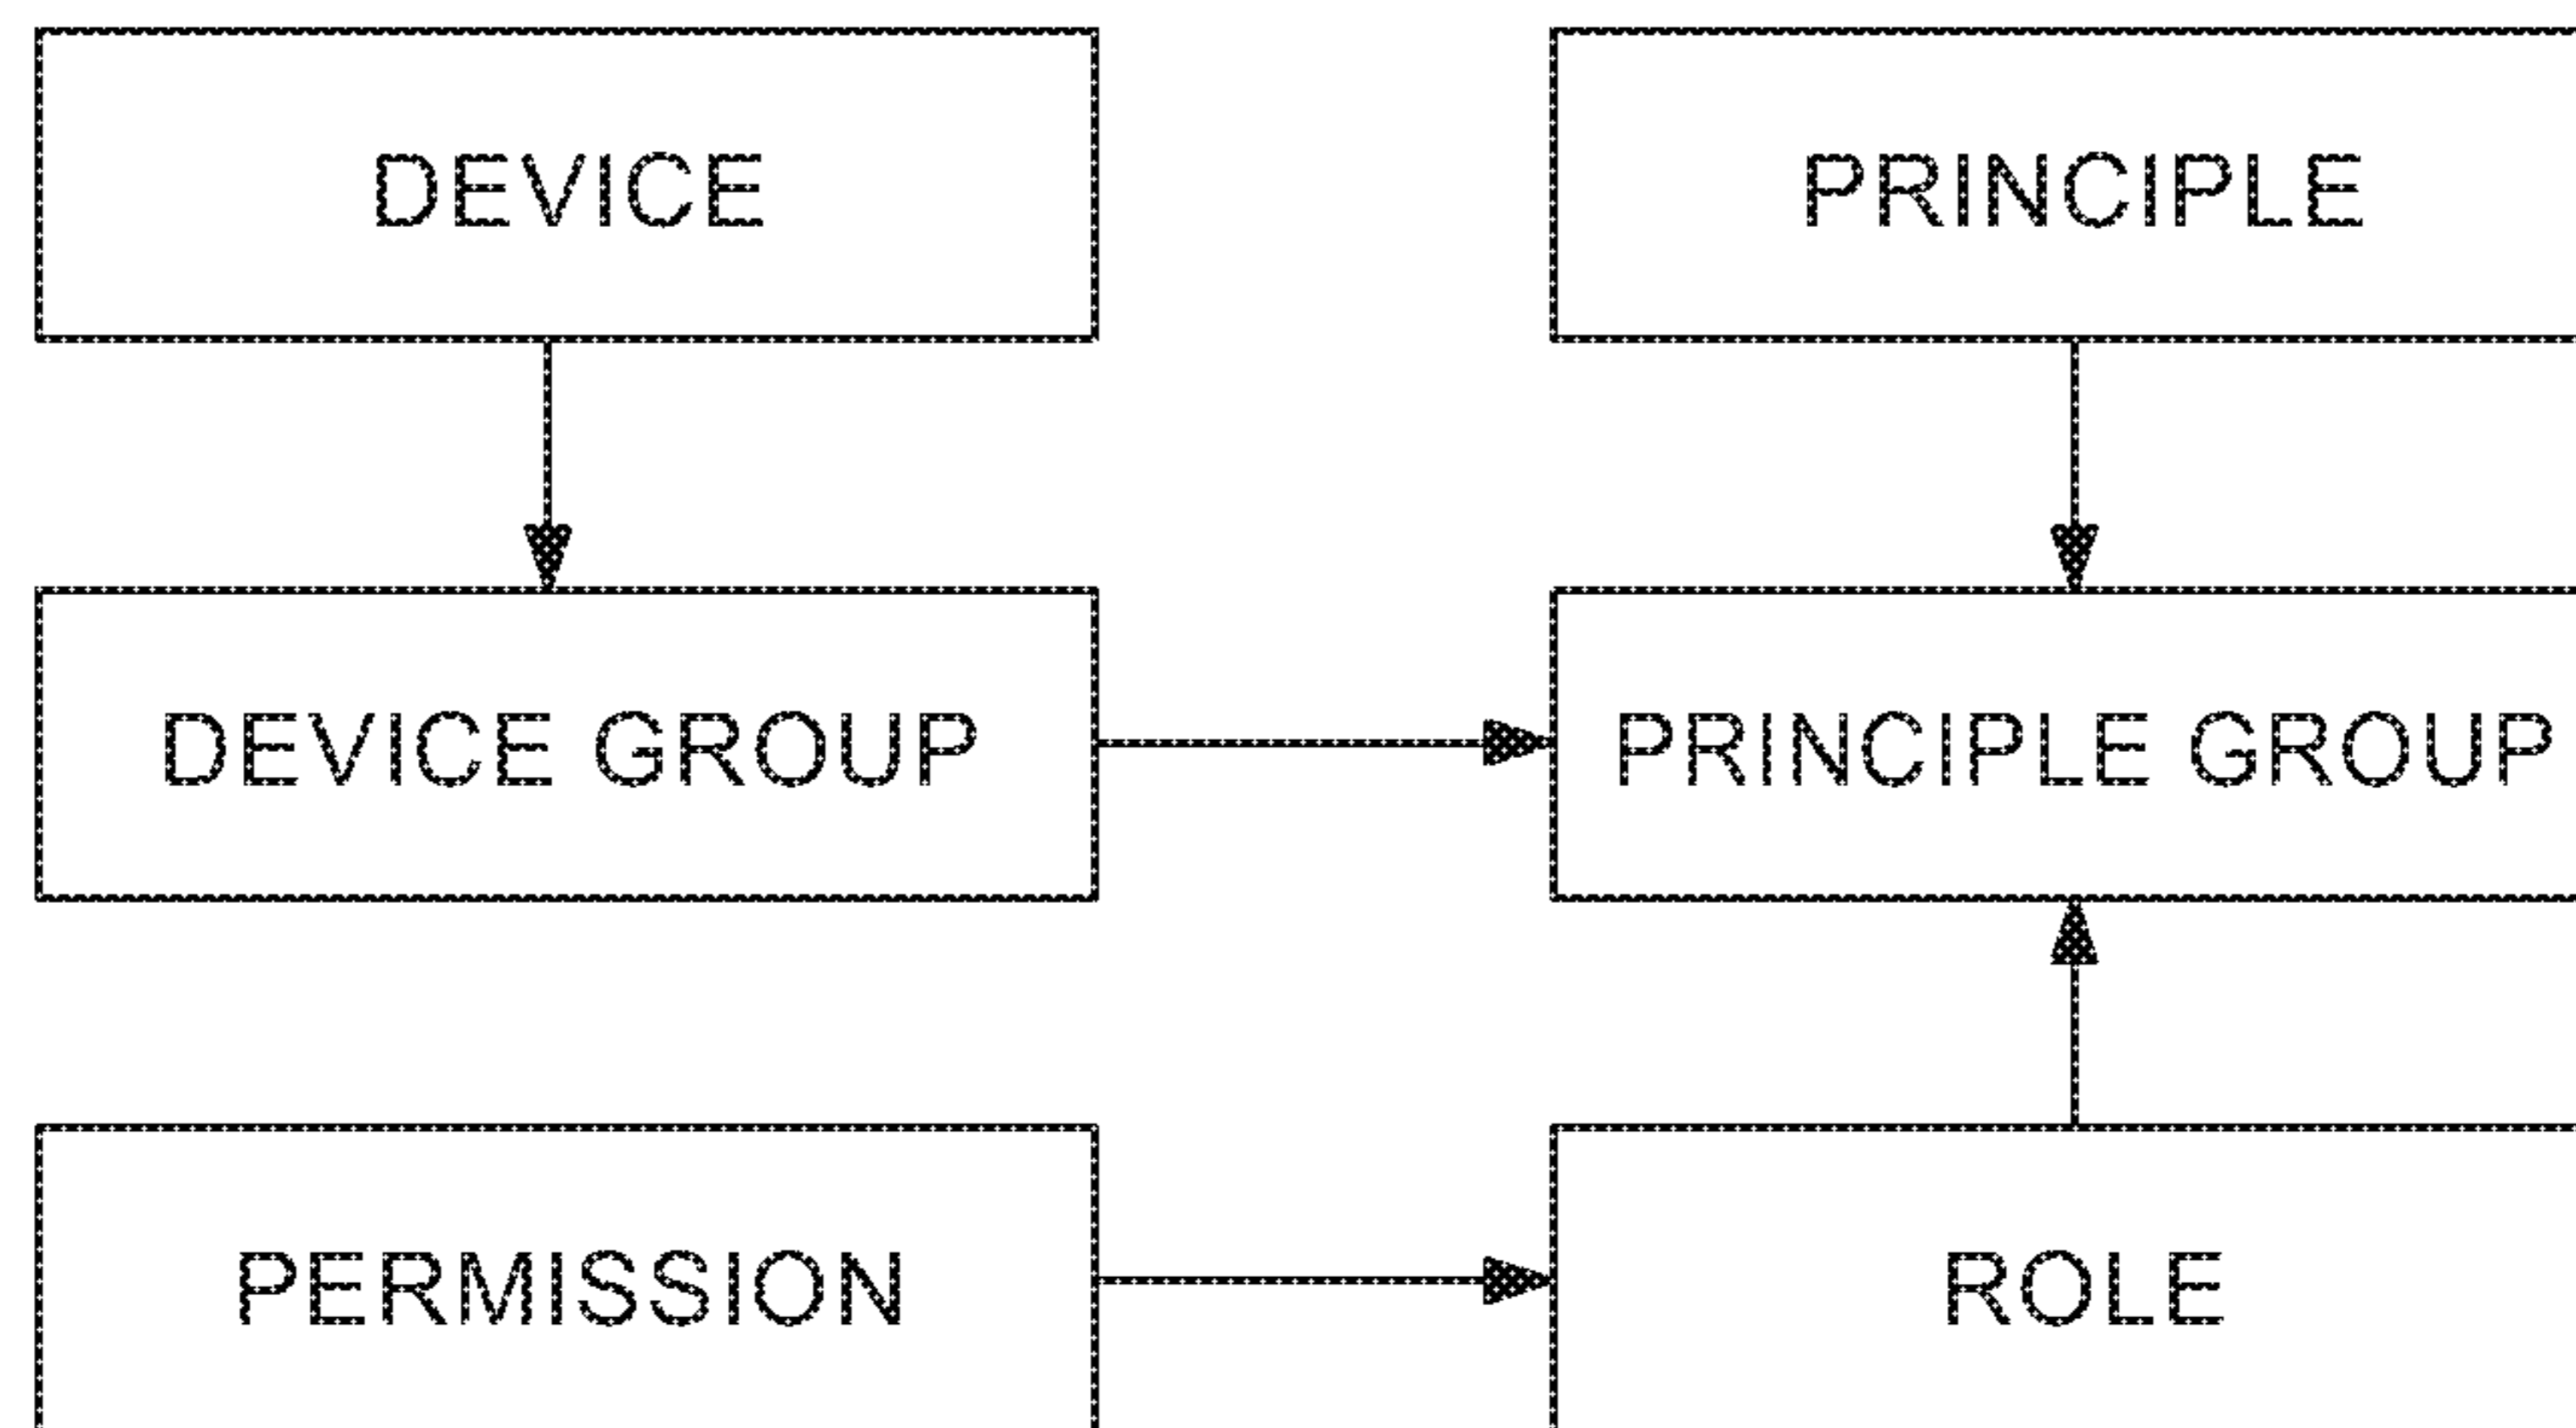 DEVICE
PRINCIPLE
DEVICE GROUP
PRINCIPLE GROUP
PERMISSION
ROLE